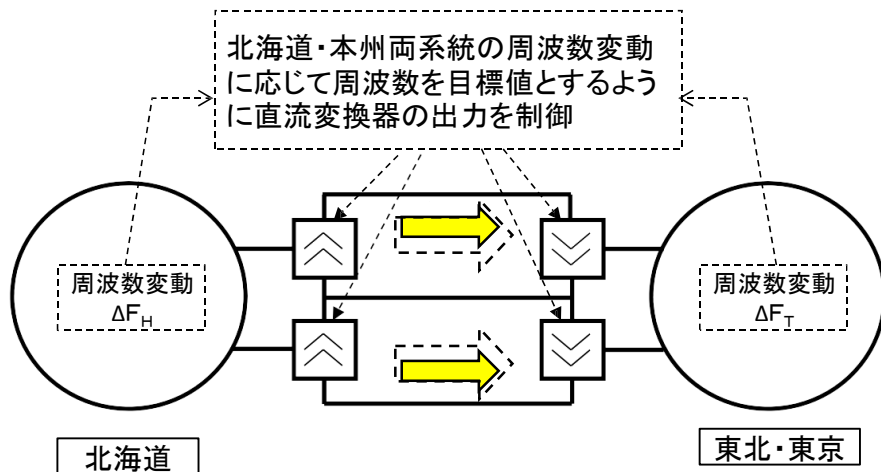 北海道・本州両系統の周波数変動
に応じて周波数を目標値とするよう
に直流変換器の出力を制御
周波数変動
ΔFH
周波数変動
ΔFT
北海道
東北・東京